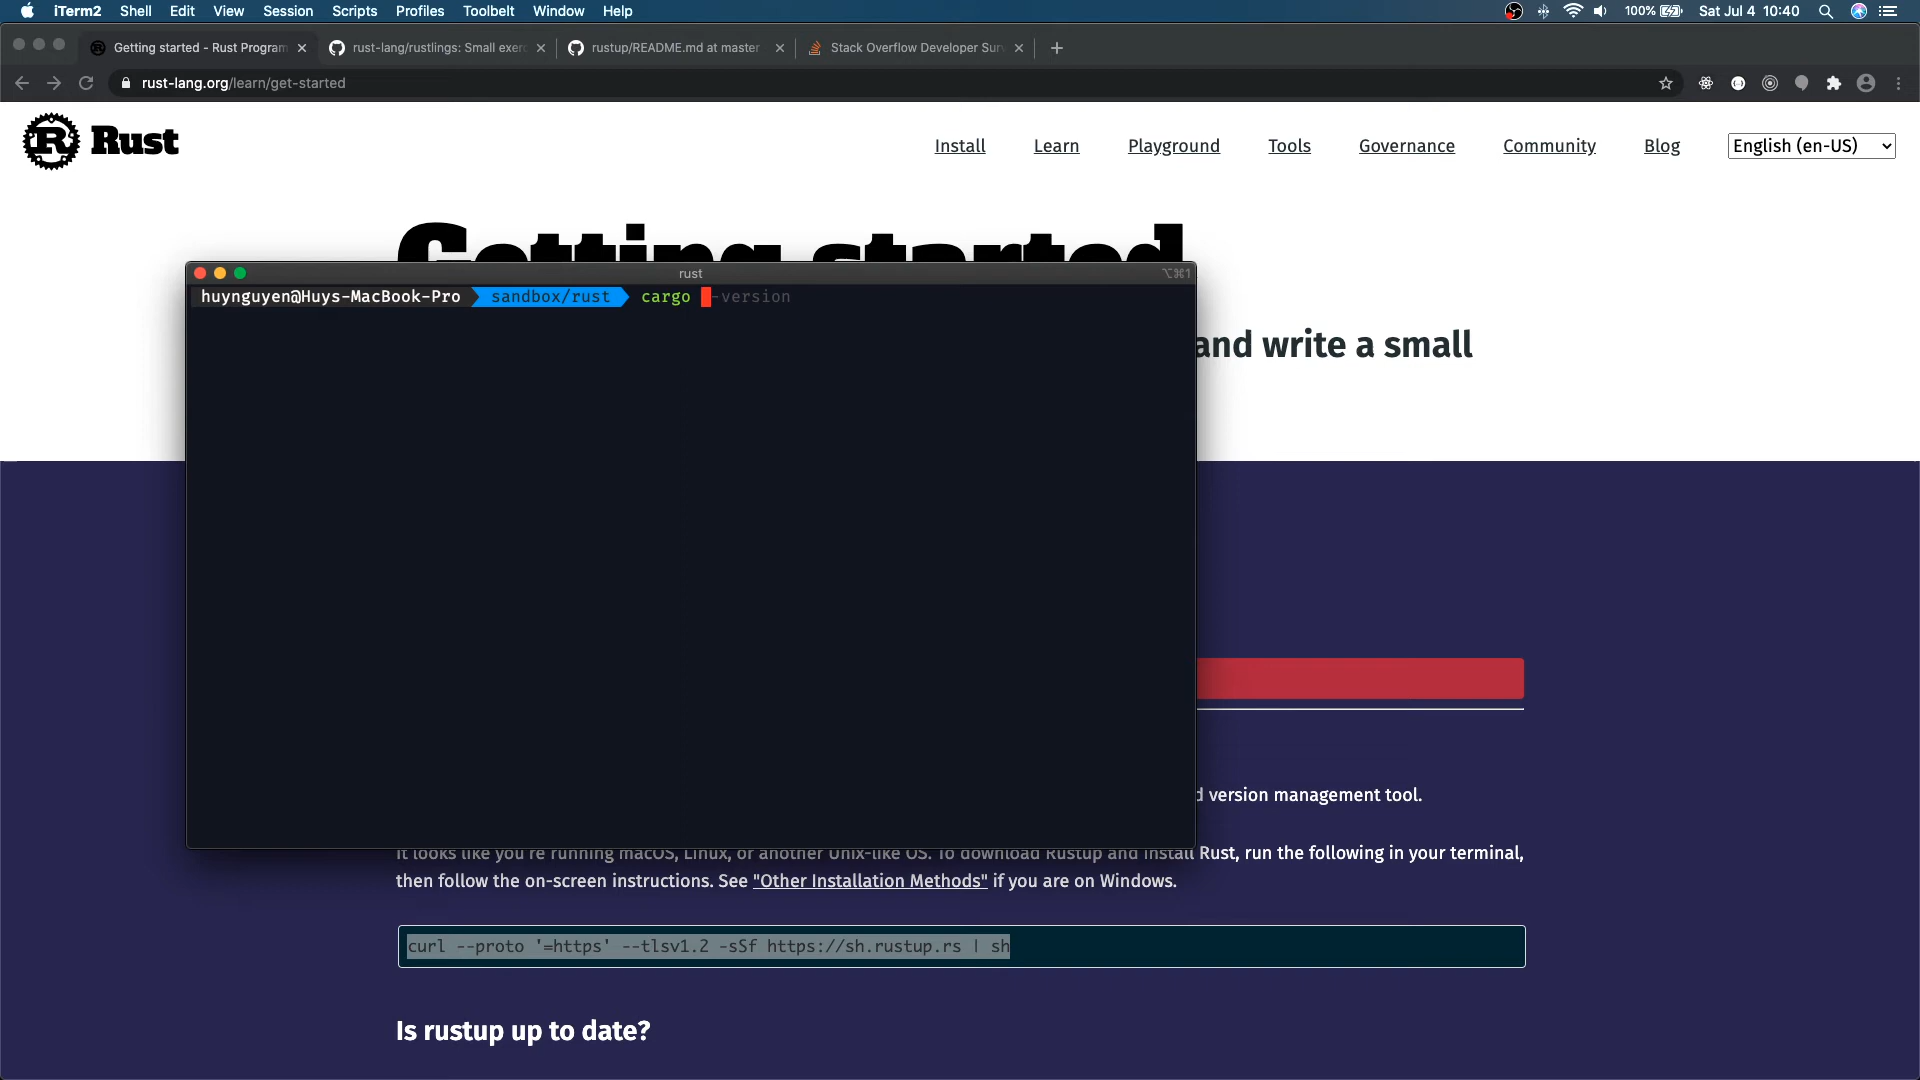 iTerm2 Shell Edit View Session Scripts Profiles Toolbelt Window Help 100% Sat Jul 4 10:40
Getting started - Rust Program rust-lang/rustlings: Small exer rustup/README.md at master Stack Overflow Developer Sur
rust-lang.org/learn/get-started
Rust
Install Learn Playground Tools Governance Community Blog English (en-US)
Getting started
rust ⌥⌘1
huynguyen@Huys-MacBook-Pro sandbox/rust cargo -version
and write a small
d version management tool.
It looks like you're running macOS, Linux, or another Unix-like OS. To download Rustup and install Rust, run the following in your terminal,
then follow the on-screen instructions. See "Other Installation Methods" if you are on Windows.
curl --proto '=https' --tlsv1.2 -sSf https://sh.rustup.rs | sh
Is rustup up to date?